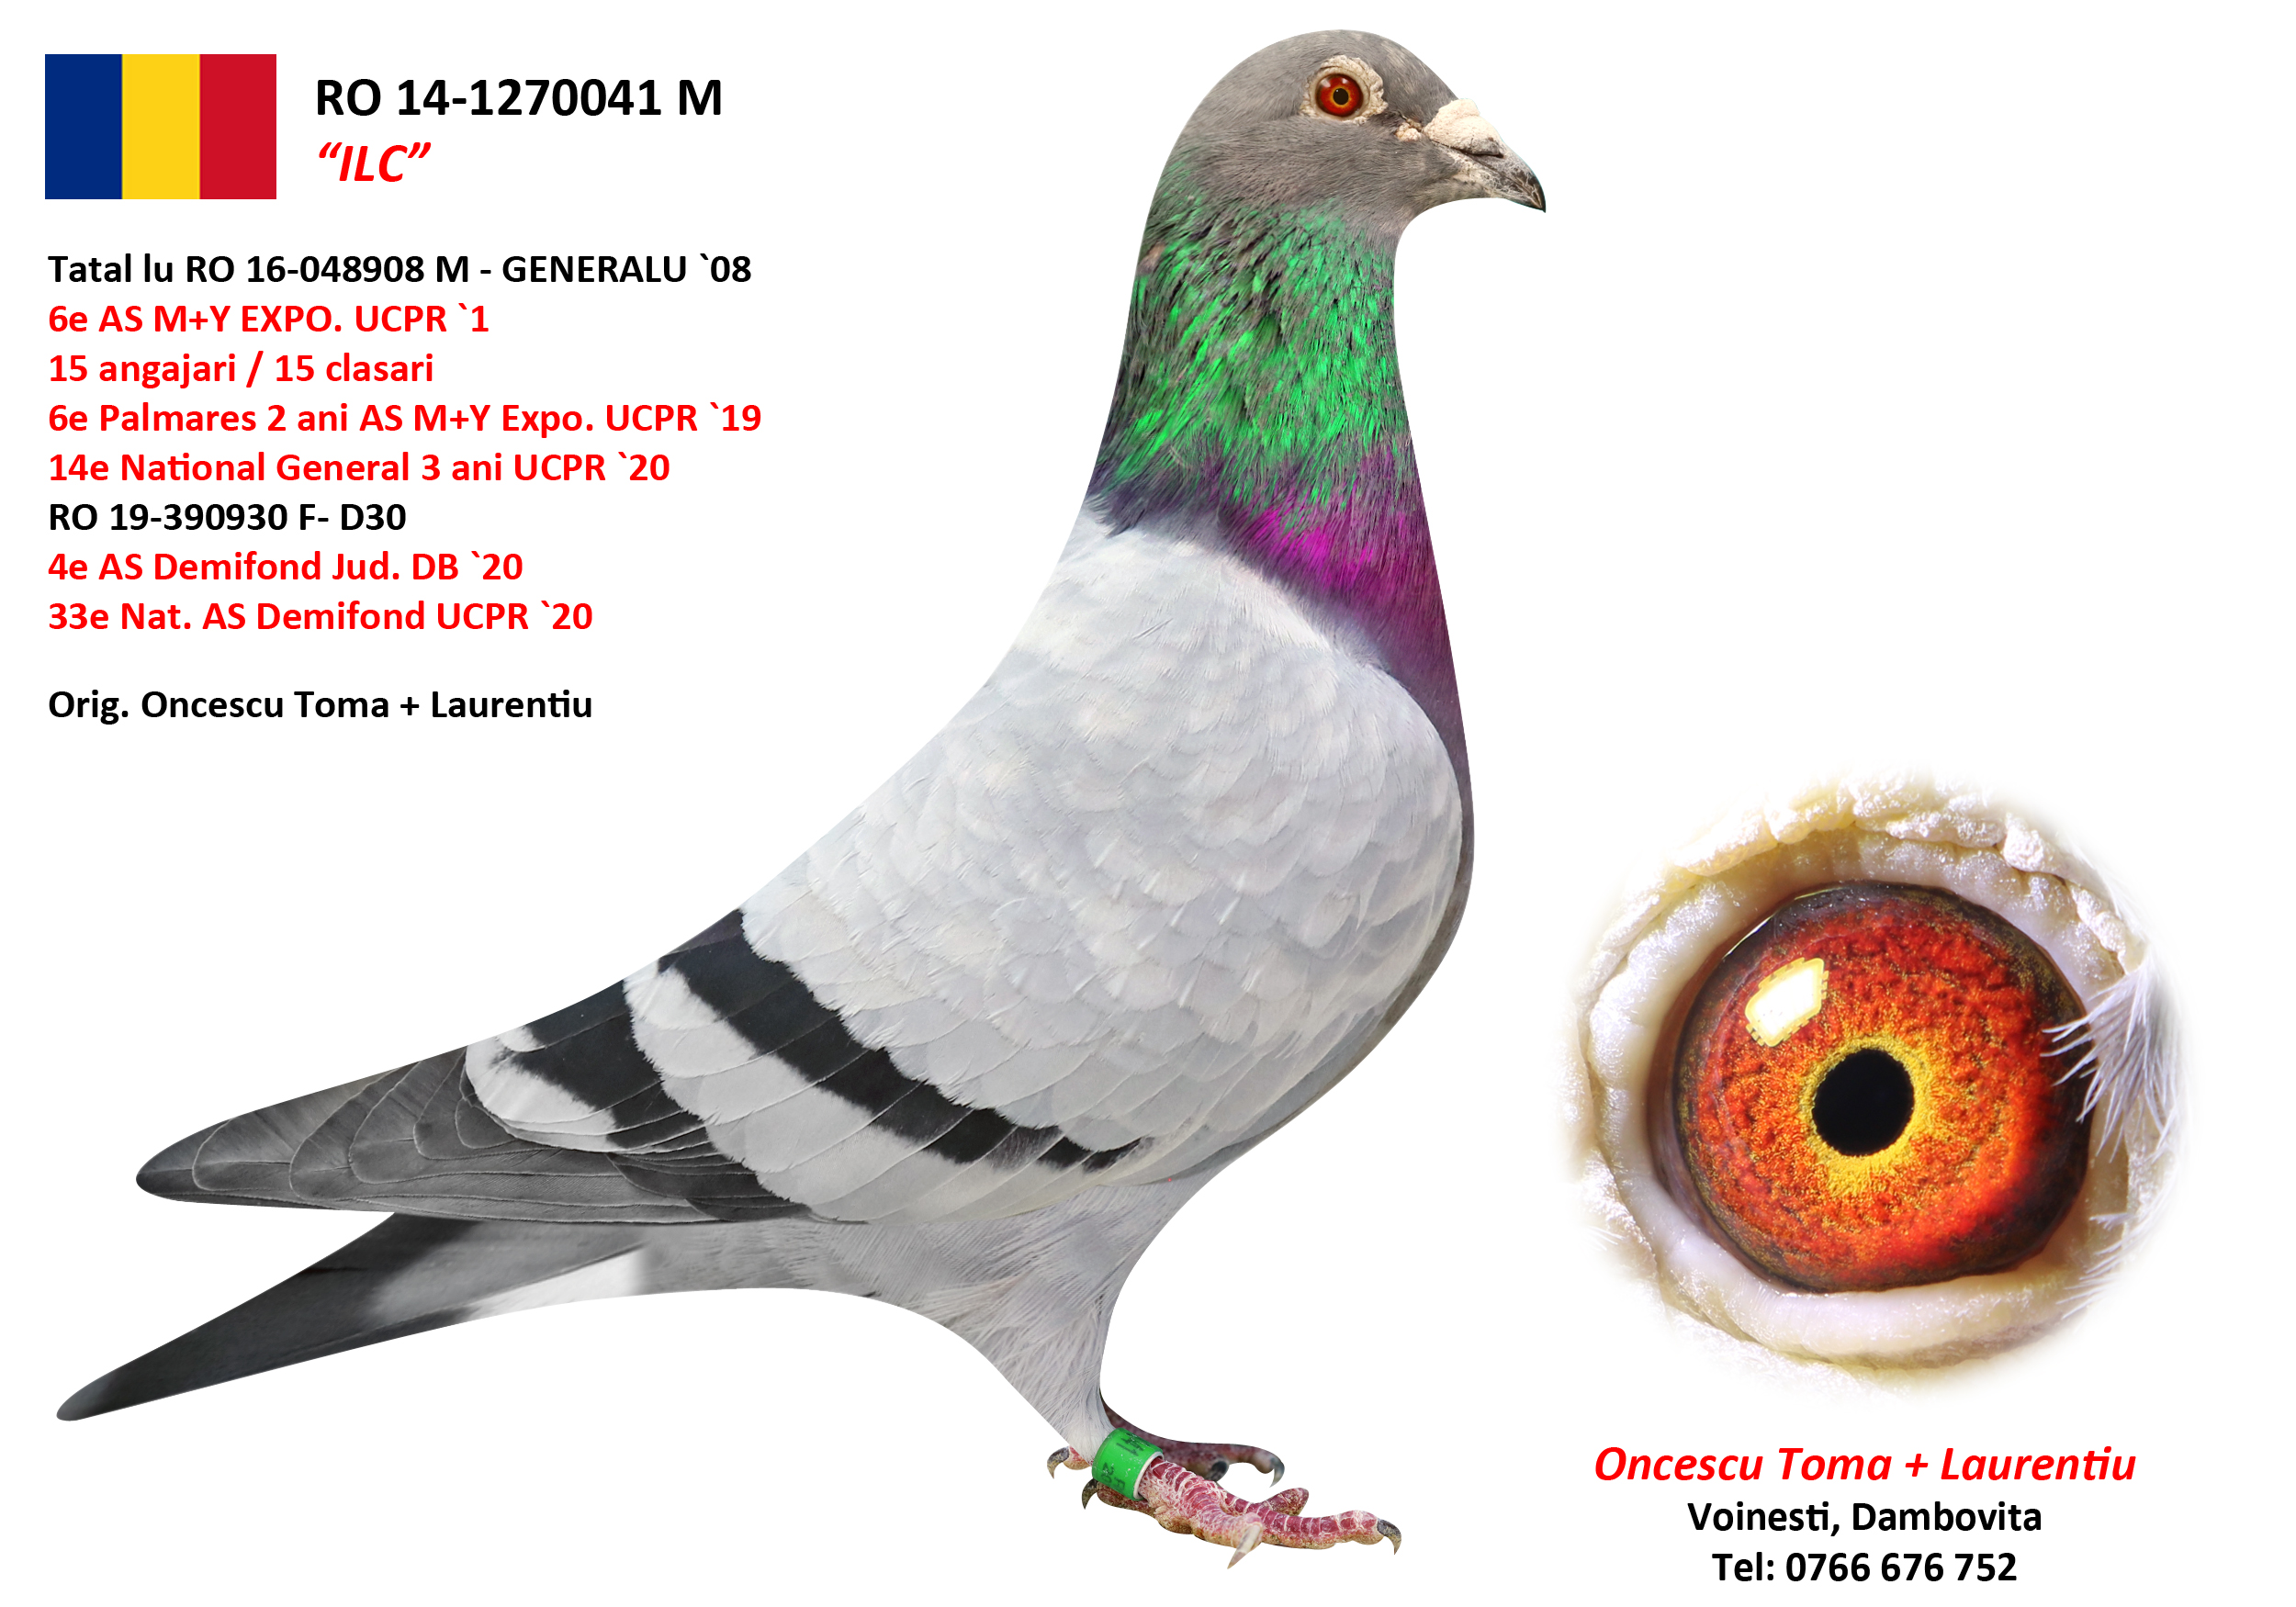 RO 14-1270041 M
“ILC”
Tatal lu RO 16-048908 M - GENERALU `08
6e AS M+Y EXPO. UCPR `1
15 angajari / 15 clasari
6e Palmares 2 ani AS M+Y Expo. UCPR `19
14e National General 3 ani UCPR `20
RO 19-390930 F- D30
4e AS Demifond Jud. DB `20
33e Nat. AS Demifond UCPR `20
Orig. Oncescu Toma + Laurentiu
Oncescu Toma + Laurentiu
Voinesti, Dambovita
Tel: 0766 676 752